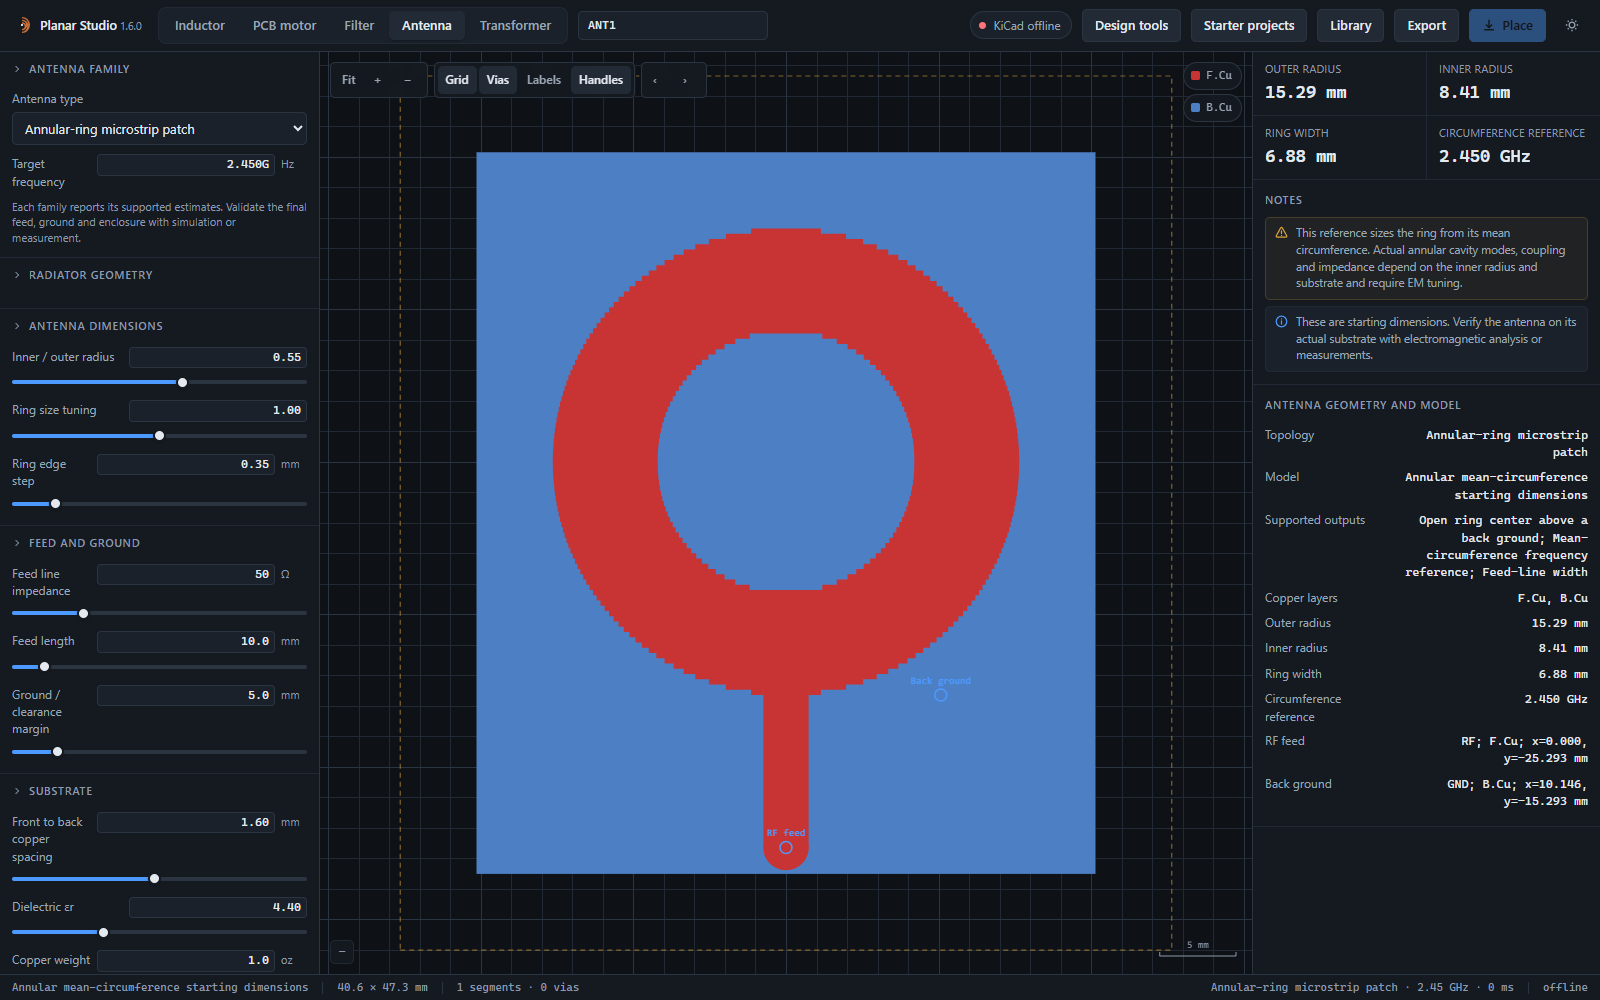 Planar Studio 1.6.0
Inductor
PCB motor
Filter
Antenna
Transformer
ANT1
KiCad offline
Design tools
Starter projects
Library
Export
Place
ANTENNA FAMILY
Antenna type
Annular-ring microstrip patch
Target
frequency
2.450G Hz
Each family reports its supported estimates. Validate the final
feed, ground and enclosure with simulation or
measurement.
RADIATOR GEOMETRY
ANTENNA DIMENSIONS
Inner / outer radius 0.55
Ring size tuning 1.00
Ring edge
step
0.35 mm
FEED AND GROUND
Feed line
impedance
50 Ω
Feed length 10.0 mm
Ground /
clearance
margin
5.0 mm
SUBSTRATE
Front to back
copper
spacing
1.60 mm
Dielectric εr 4.40
Copper weight 1.0 oz
Fit + −
Grid Vias Labels Handles
‹ ›
F.Cu
B.Cu
Back ground
RF feed
−
5 mm
OUTER RADIUS
15.29 mm
INNER RADIUS
8.41 mm
RING WIDTH
6.88 mm
CIRCUMFERENCE REFERENCE
2.450 GHz
NOTES
This reference sizes the ring from its mean
circumference. Actual annular cavity modes, coupling
and impedance depend on the inner radius and
substrate and require EM tuning.
These are starting dimensions. Verify the antenna on its
actual substrate with electromagnetic analysis or
measurements.
ANTENNA GEOMETRY AND MODEL
Topology Annular-ring microstrip
patch
Model Annular mean-circumference
starting dimensions
Supported outputs Open ring center above a
back ground; Mean-
circumference frequency
reference; Feed-line width
Copper layers F.Cu, B.Cu
Outer radius 15.29 mm
Inner radius 8.41 mm
Ring width 6.88 mm
Circumference
reference
2.450 GHz
RF feed RF; F.Cu; x=0.000,
y=-25.293 mm
Back ground GND; B.Cu; x=10.146,
y=-15.293 mm
Annular mean-circumference starting dimensions
40.6 × 47.3 mm
1 segments · 0 vias
Annular-ring microstrip patch · 2.45 GHz · 0 ms
offline